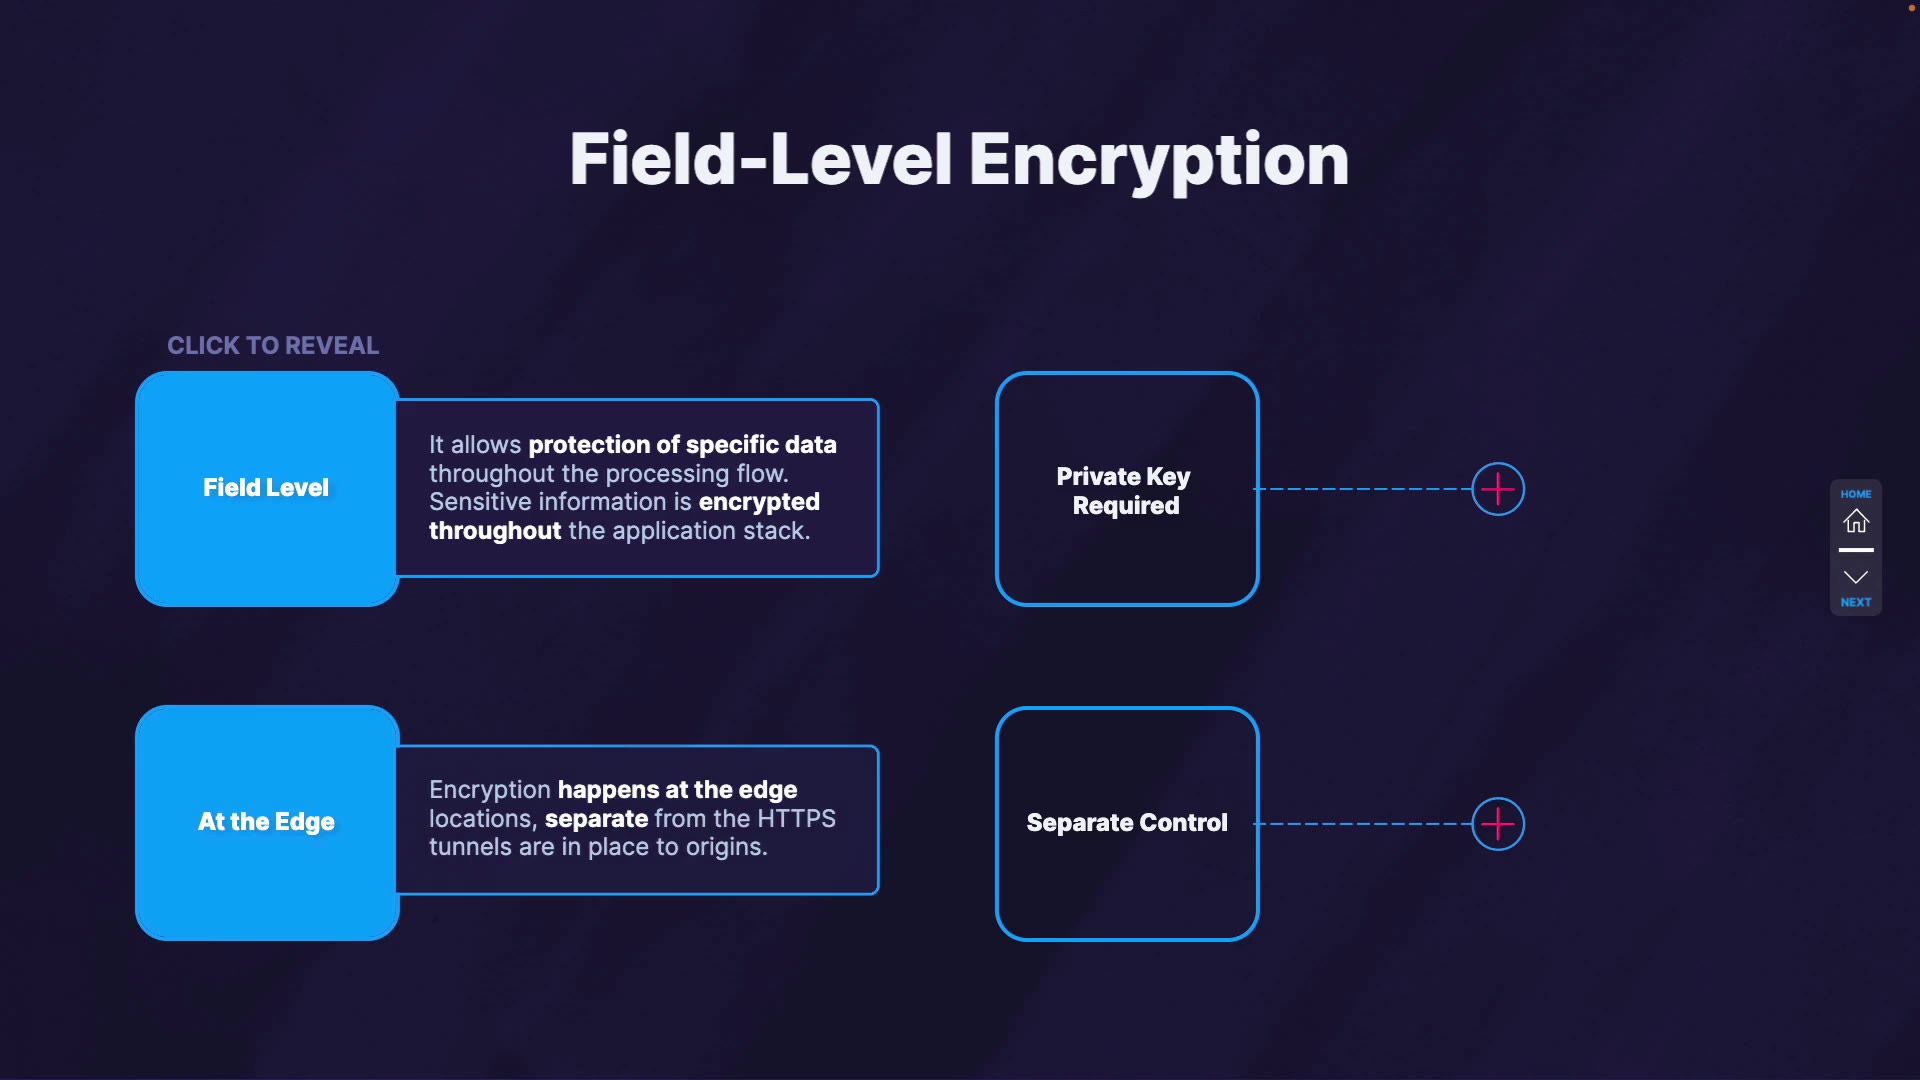 Field-Level Encryption
CLICK TO REVEAL
Field Level
It allows protection of specific data
throughout the processing flow.
Sensitive information is encrypted
throughout the application stack.
Private Key
Required
HOME
NEXT
At the Edge
Encryption happens at the edge
locations, separate from the HTTPS
tunnels are in place to origins.
Separate Control